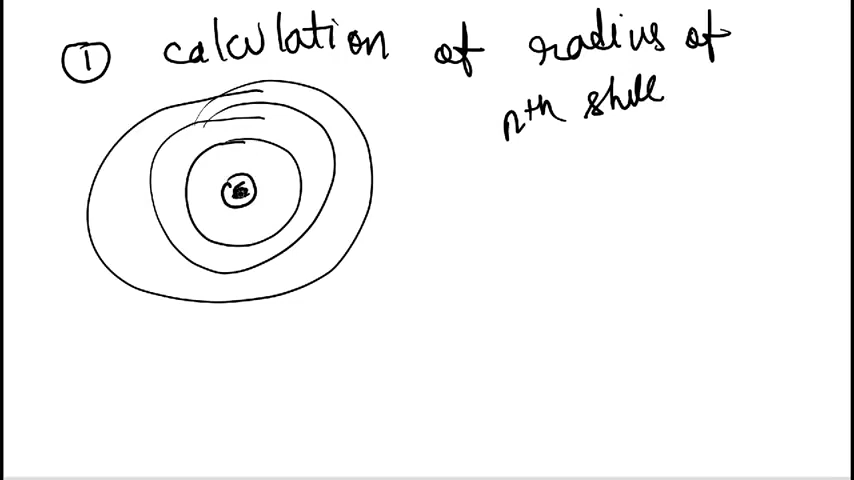 ① calculation of radius of
nth shell